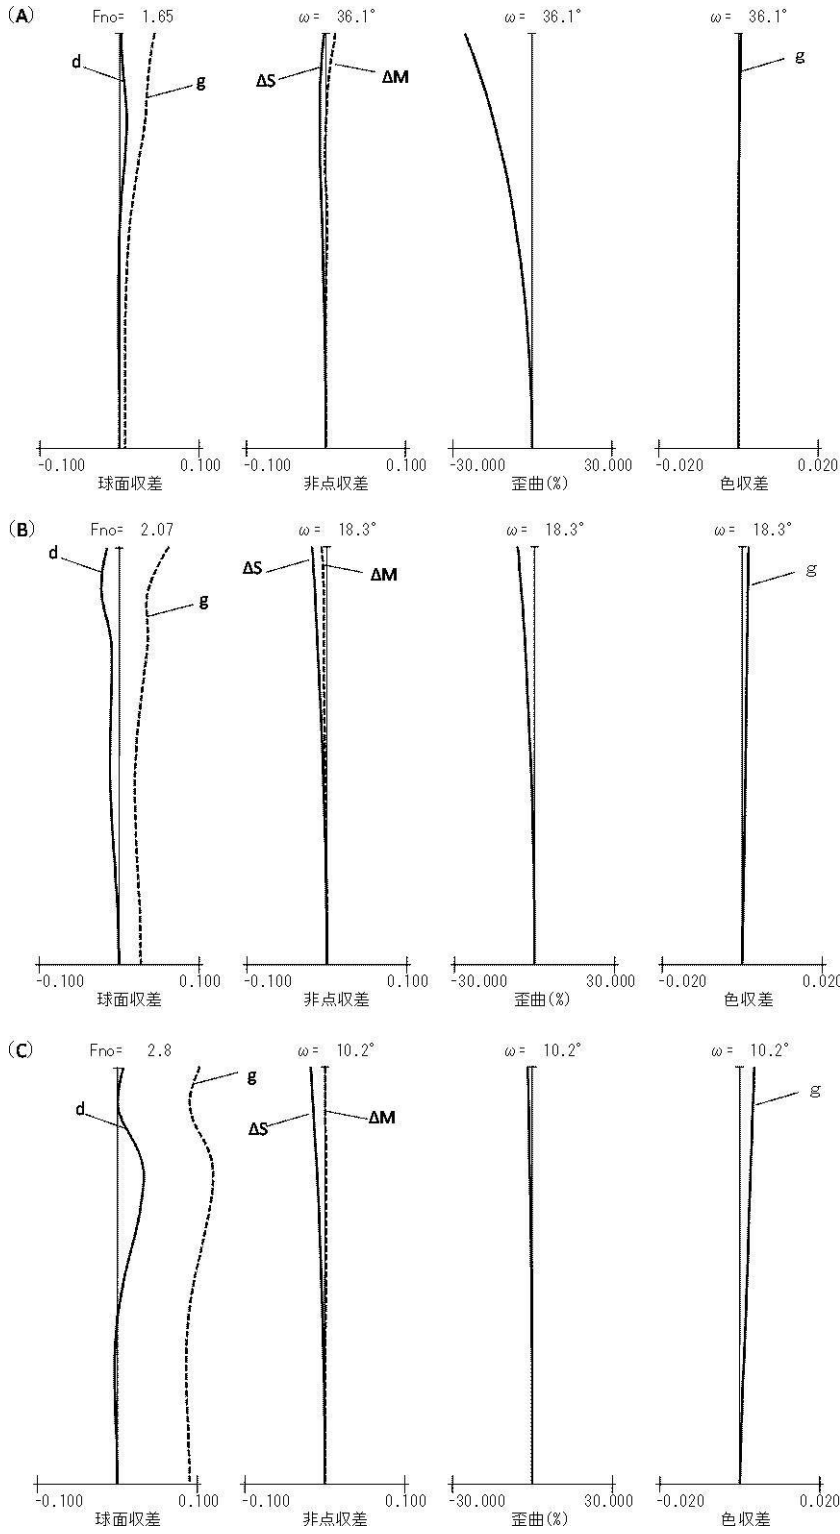 (A) Fno= 1.65 ω= 36.1° ω= 36.1° ω= 36.1°
d g ΔS ΔM g
-0.100 0.100 -0.100 0.100 -30.000 30.000 -0.020 0.020
球面収差 非点収差 歪曲(%) 色収差
(B) Fno= 2.07 ω= 18.3° ω= 18.3° ω= 18.3°
d g ΔS ΔM g
-0.100 0.100 -0.100 0.100 -30.000 30.000 -0.020 0.020
球面収差 非点収差 歪曲(%) 色収差
(C) Fno= 2.8 ω= 10.2° ω= 10.2° ω= 10.2°
d g ΔS ΔM g
-0.100 0.100 -0.100 0.100 -30.000 30.000 -0.020 0.020
球面収差 非点収差 歪曲(%) 色収差